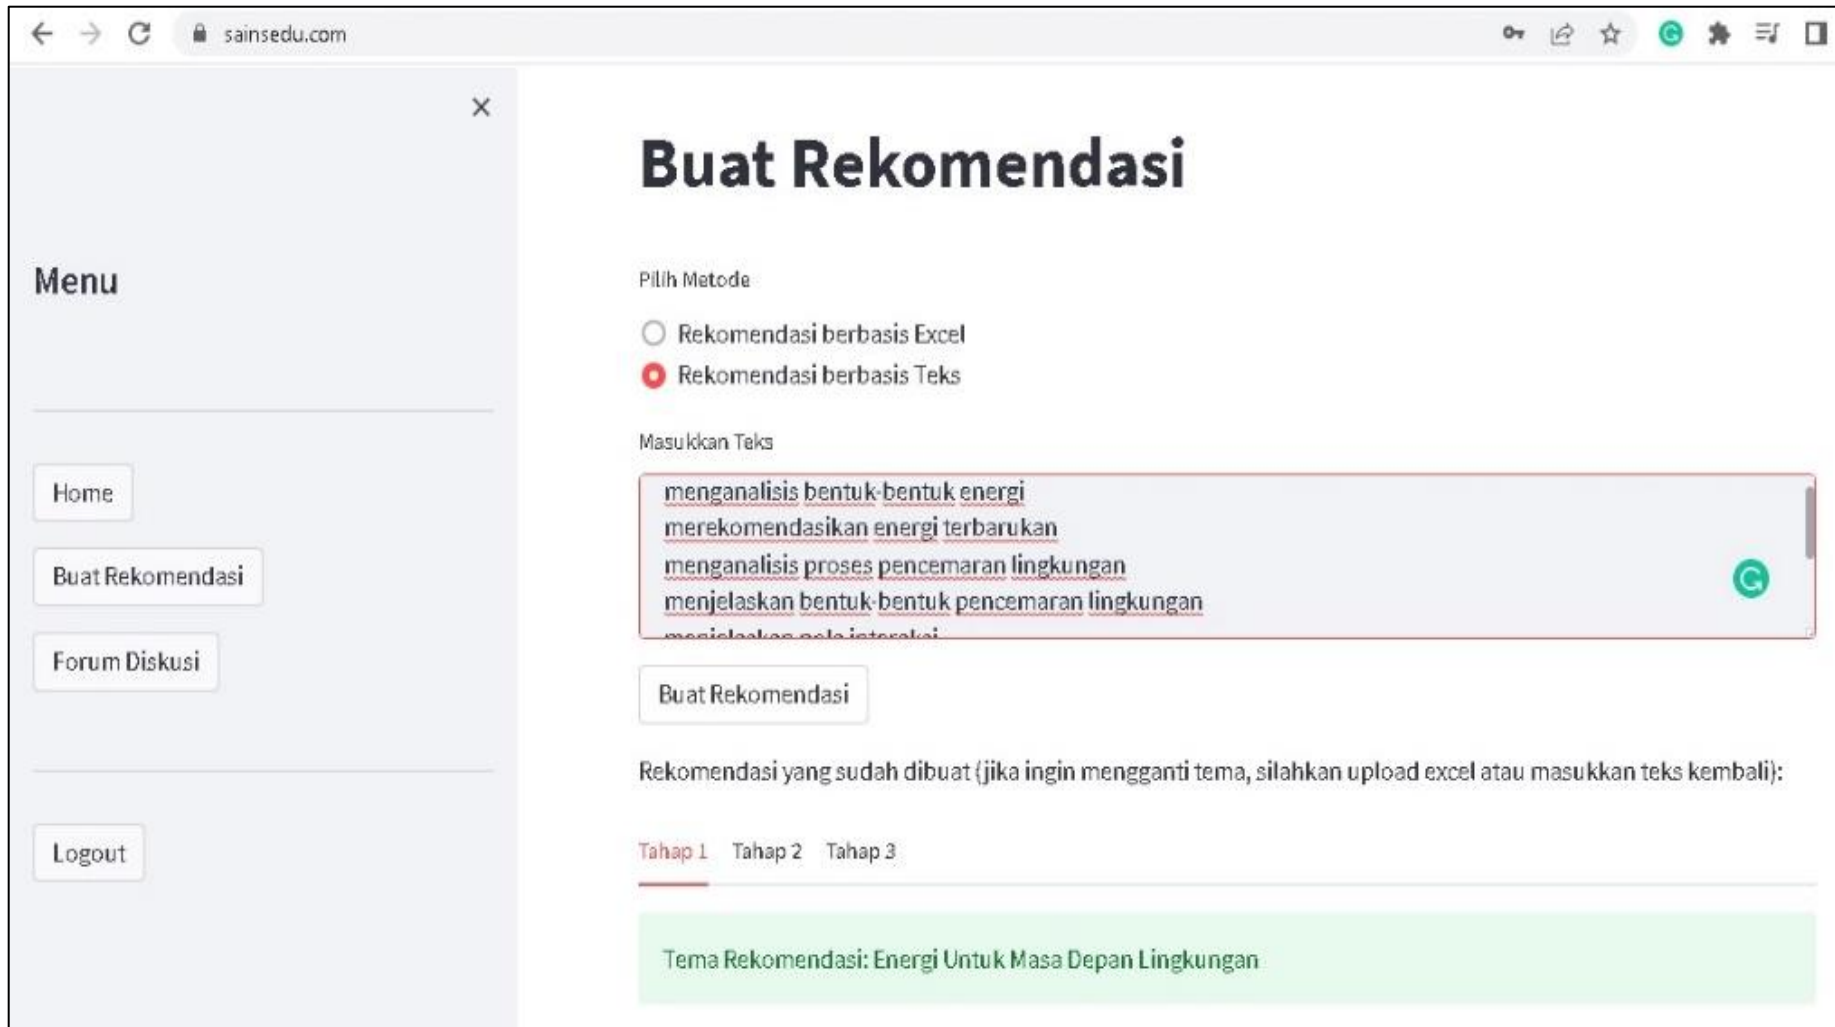 sainsedu.com
Menu
Home
Buat Rekomendasi
Forum Diskusi
Logout
Buat Rekomendasi
Pilih Metode
Rekomendasi berbasis Excel
Rekomendasi berbasis Teks
Masukkan Teks
menganalisis bentuk-bentuk energi
merekomendasikan energi terbarukan
menganalisis proses pencemaran lingkungan
menjelaskan bentuk-bentuk pencemaran lingkungan
menjelaskan pola interaksi
Buat Rekomendasi
Rekomendasi yang sudah dibuat (jika ingin mengganti tema, silahkan upload excel atau masukkan teks kembali):
Tahap 1 Tahap 2 Tahap 3
Tema Rekomendasi: Energi Untuk Masa Depan Lingkungan